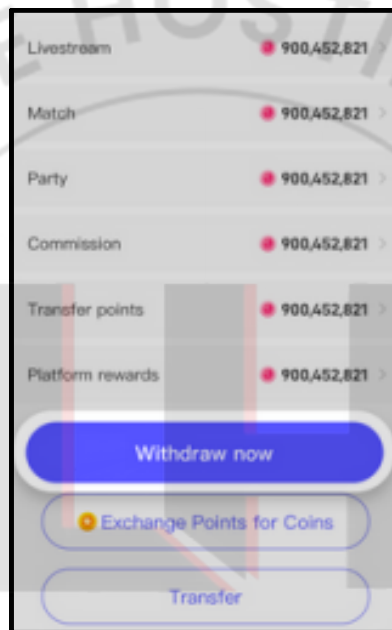 Livestream 900,452,821
Match 900,452,821
Party 900,452,821
Commission 900,452,821
Transfer points 900,452,821
Platform rewards 900,452,821
Withdraw now
Exchange Points for Coins
Transfer